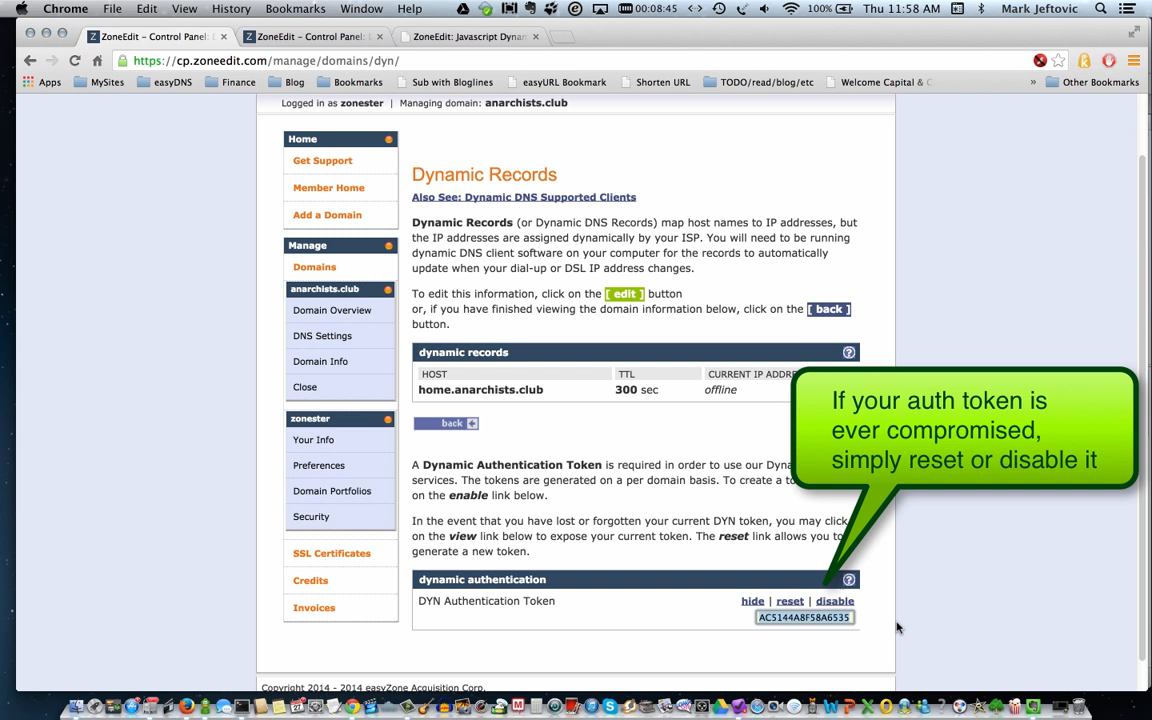 Chrome File Edit View History Bookmarks Window Help 00:08:45 100% Thu 11:58 AM Mark Jeftovic
ZoneEdit – Control Panel: ZoneEdit – Control Panel: ZoneEdit: Javascript Dynam
https://cp.zoneedit.com/manage/domains/dyn/
Apps MySites easyDNS Finance Blog Bookmarks Sub with Bloglines easyURL Bookmark Shorten URL TODO/read/blog/etc Welcome Capital & » Other Bookmarks
Logged in as zonester | Managing domain: anarchists.club
Home
Get Support
Member Home
Add a Domain
Manage
Domains
anarchists.club
Domain Overview
DNS Settings
Domain Info
Close
zonester
Your Info
Preferences
Domain Portfolios
Security
SSL Certificates
Credits
Invoices
Dynamic Records
Also See: Dynamic DNS Supported Clients
Dynamic Records (or Dynamic DNS Records) map host names to IP addresses, but
the IP addresses are assigned dynamically by your ISP. You will need to be running
dynamic DNS client software on your computer for the records to automatically
update when your dial-up or DSL IP address changes.
To edit this information, click on the [ edit ] button
or, if you have finished viewing the domain information below, click on the [ back ]
button.
dynamic records ?
HOST TTL CURRENT IP ADDRE
home.anarchists.club 300 sec offline
back
A Dynamic Authentication Token is required in order to use our Dyna
services. The tokens are generated on a per domain basis. To create a to
on the enable link below.
In the event that you have lost or forgotten your current DYN token, you may click
on the view link below to expose your current token. The reset link allows you to
generate a new token.
dynamic authentication ?
DYN Authentication Token hide | reset | disable
AC5144A8F58A6535
If your auth token is
ever compromised,
simply reset or disable it
Copyright 2014 - 2014 easyZone Acquisition Corp.